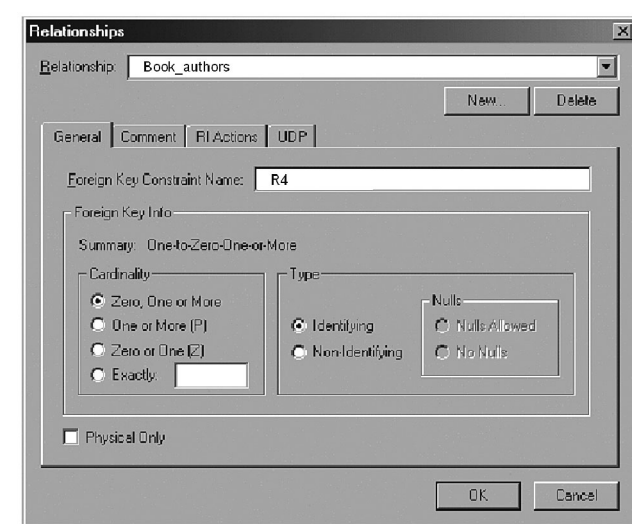 Relationships
Relationship: Book_authors
New... Delete
General Comment RI Actions UDP
Foreign Key Constraint Name: R4
Foreign Key Info
Summary: One-to-Zero-One-or-More
Cardinality Type
Nulls
Zero, One or More
Identifying Nulls Allowed
One or More (P)
Zero or One (Z)
Non-Identifying No Nulls
Exactly:
Physical Only
OK Cancel